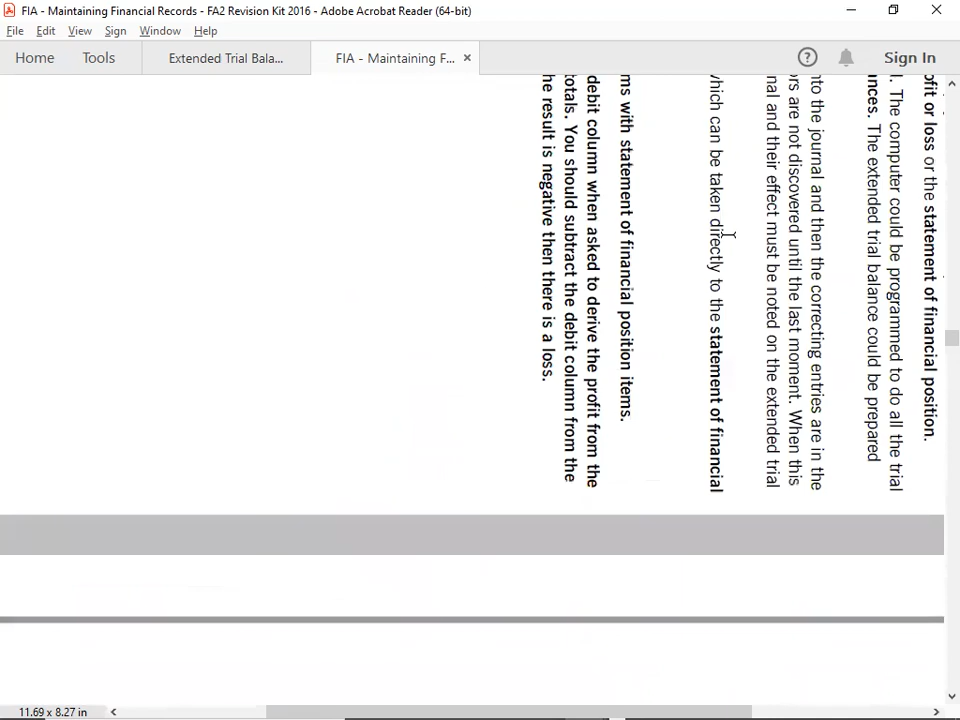 FIA - Maintaining Financial Records - FA2 Revision Kit 2016 - Adobe Acrobat Reader (64-bit)
File Edit View Window Sign Help
Home Tools Extended Trial Bala... FIA - Maintaining F... × Sign In
ofit or loss or the statement of financial position.
l. The computer could be programmed to do all the trial
nces. The extended trial balance could be prepared
nto the journal and then the correcting entries are in the
rs are not discovered until the last moment. When this
nal and their effect must be noted on the extended trial
which can be taken directly to the statement of financial
ms with statement of financial position items.
debit column when asked to derive the profit from the
totals. You should subtract the debit column from the
he result is negative then there is a loss.
11.69 x 8.27 in